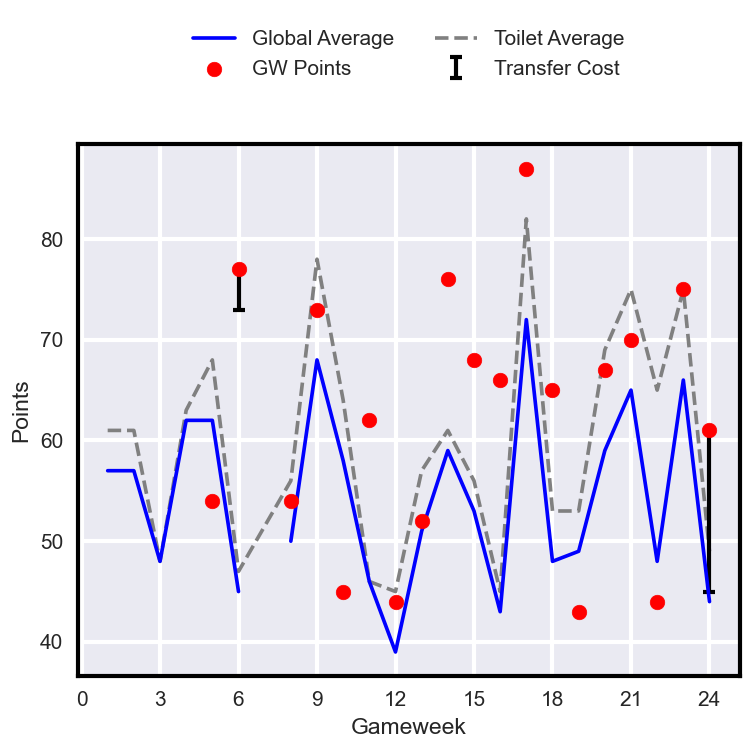 Global Average
Toilet Average
GW Points
Transfer Cost
80
70
60
50
40
Points
0 3 6 9 12 15 18 21 24
Gameweek